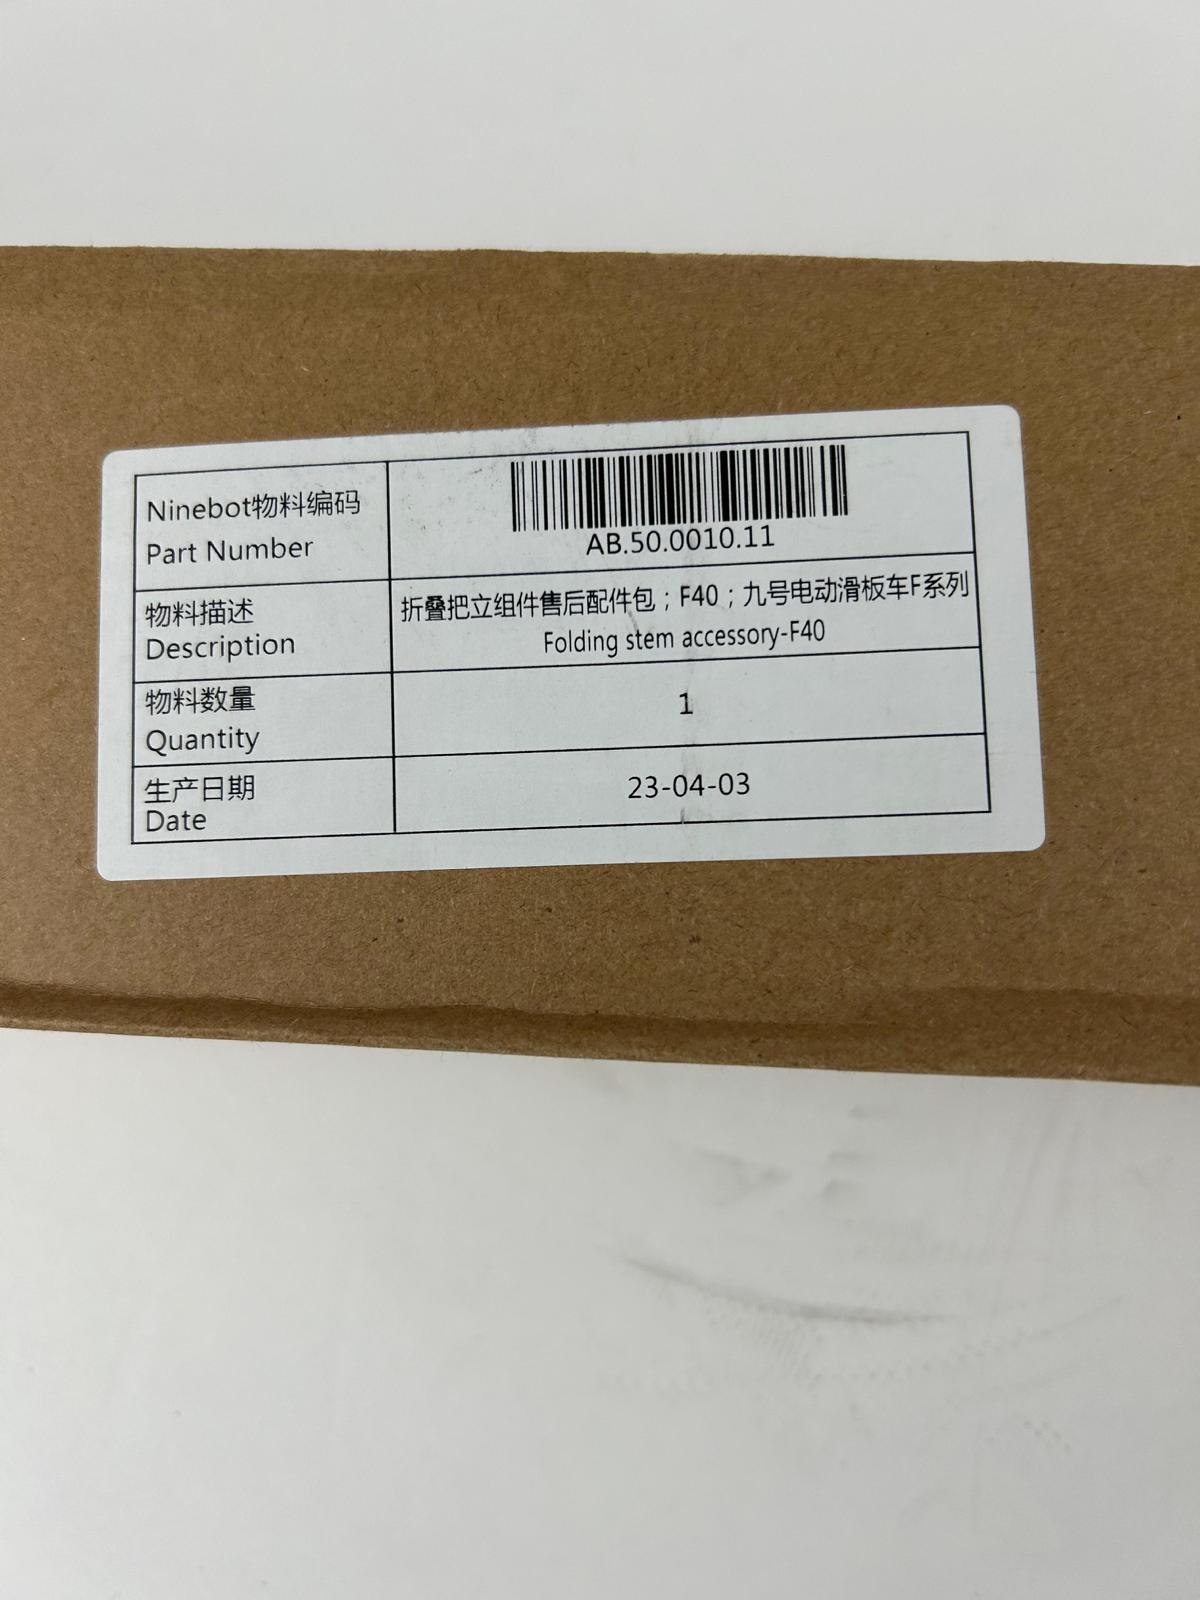 Ninebot物料编码
Part Number
AB.50.0010.11
物料描述
Description
折叠把立组件售后配件包；F40；九号电动滑板车F系列
Folding stem accessory-F40
物料数量
Quantity
1
生产日期
Date
23-04-03